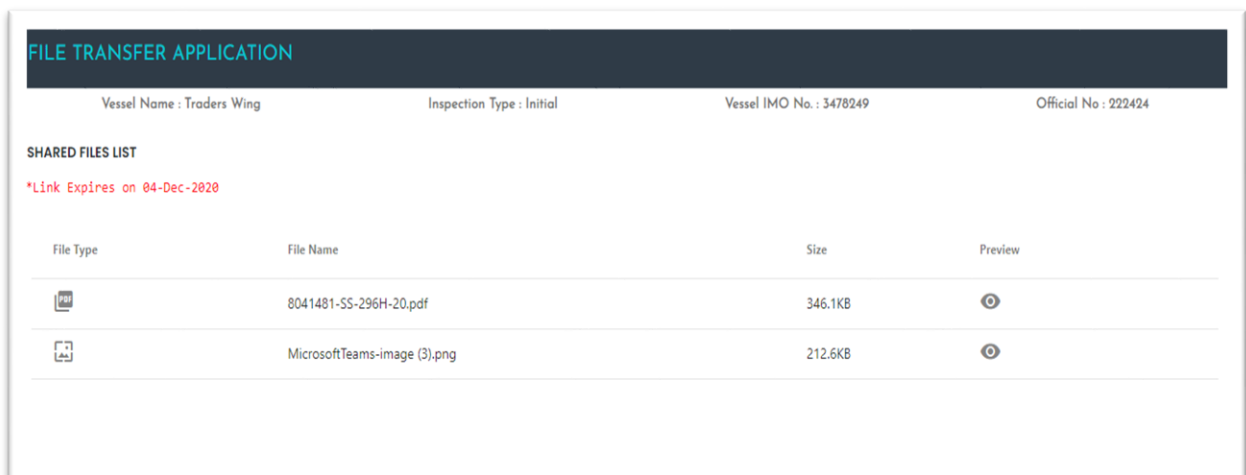 FILE TRANSFER APPLICATION
Vessel Name : Traders Wing Inspection Type : Initial Vessel IMO No. : 3478249 Official No : 222424
SHARED FILES LIST
*Link Expires on 04-Dec-2020
File Type File Name Size Preview
PDF 8041481-SS-296H-20.pdf 346.1KB
MicrosoftTeams-image (3).png 212.6KB